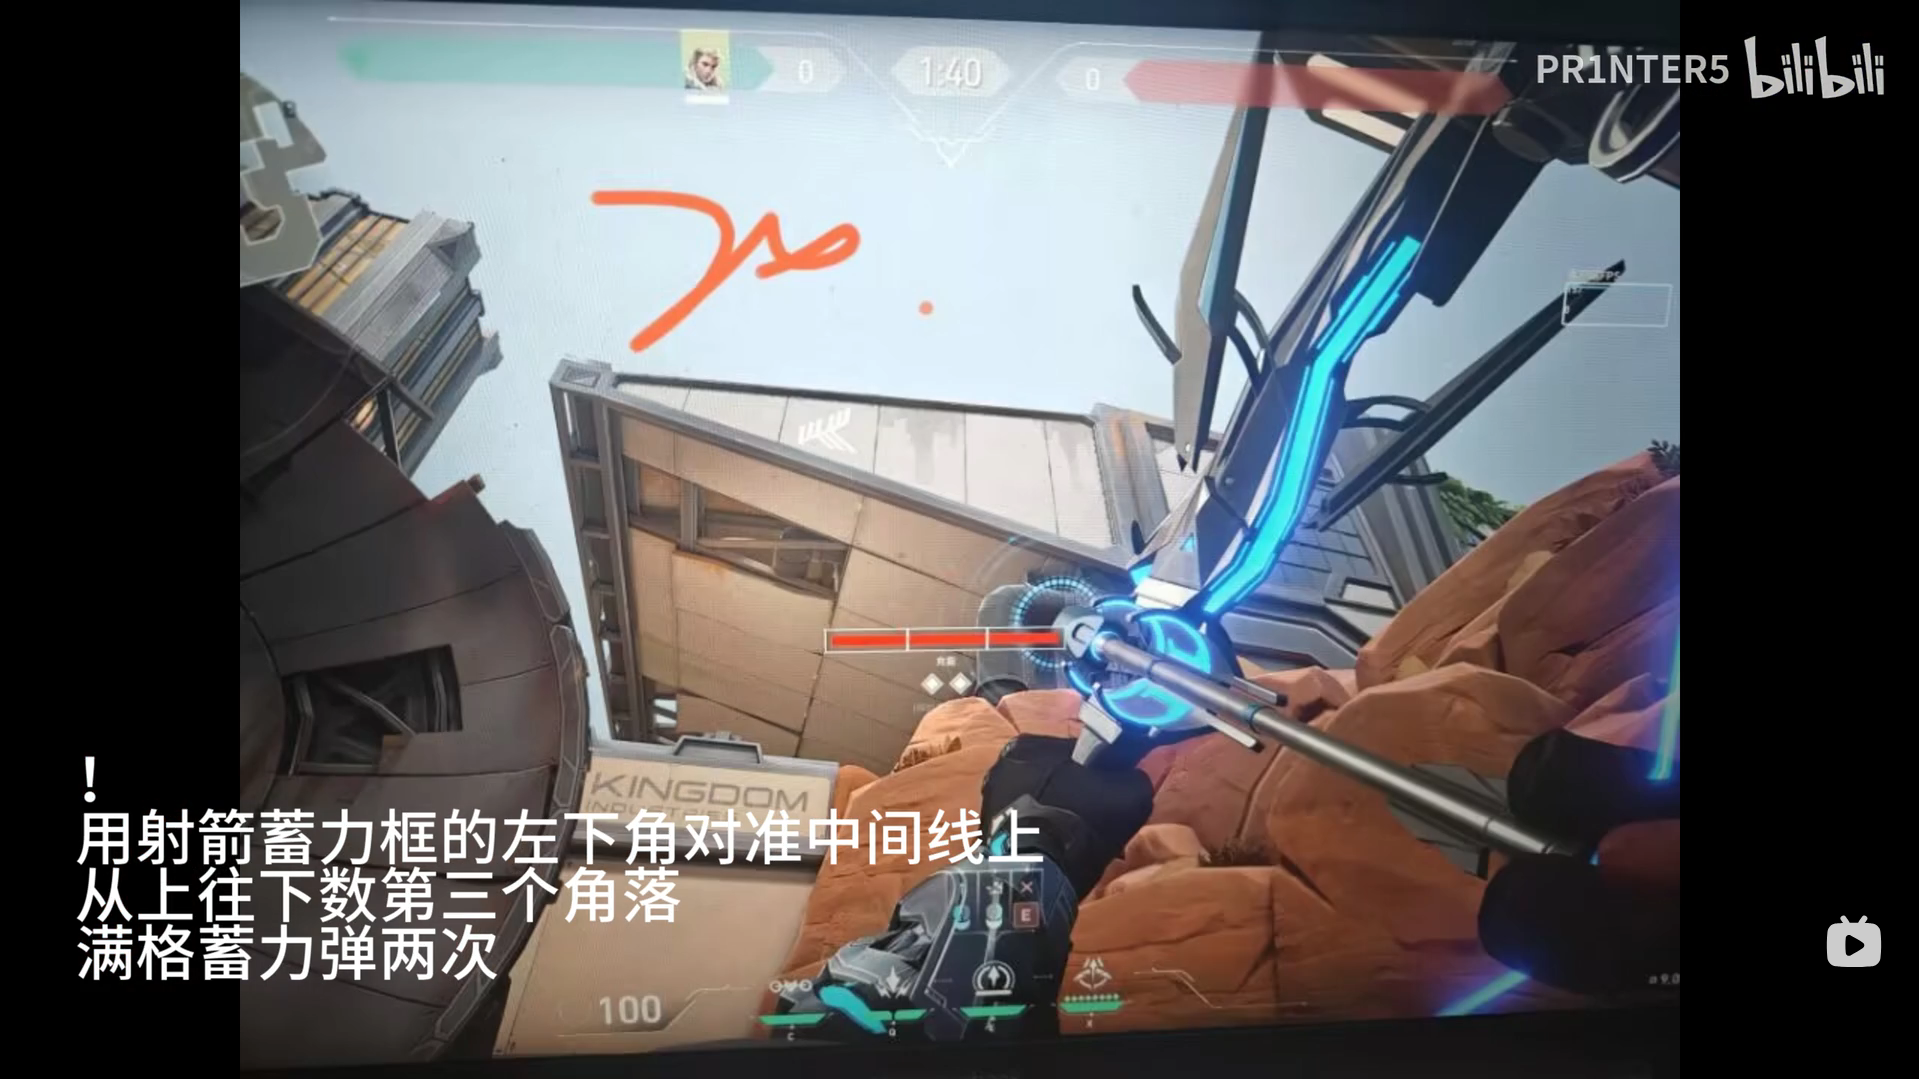 PR1NTER5 bilibili
0
1:40
0
KINGDOM
INDUSTRIES
!
用射箭蓄力框的左下角对准中间线上
从上往下数第三个角落
满格蓄力弹两次
E
100
C
Q
E
X